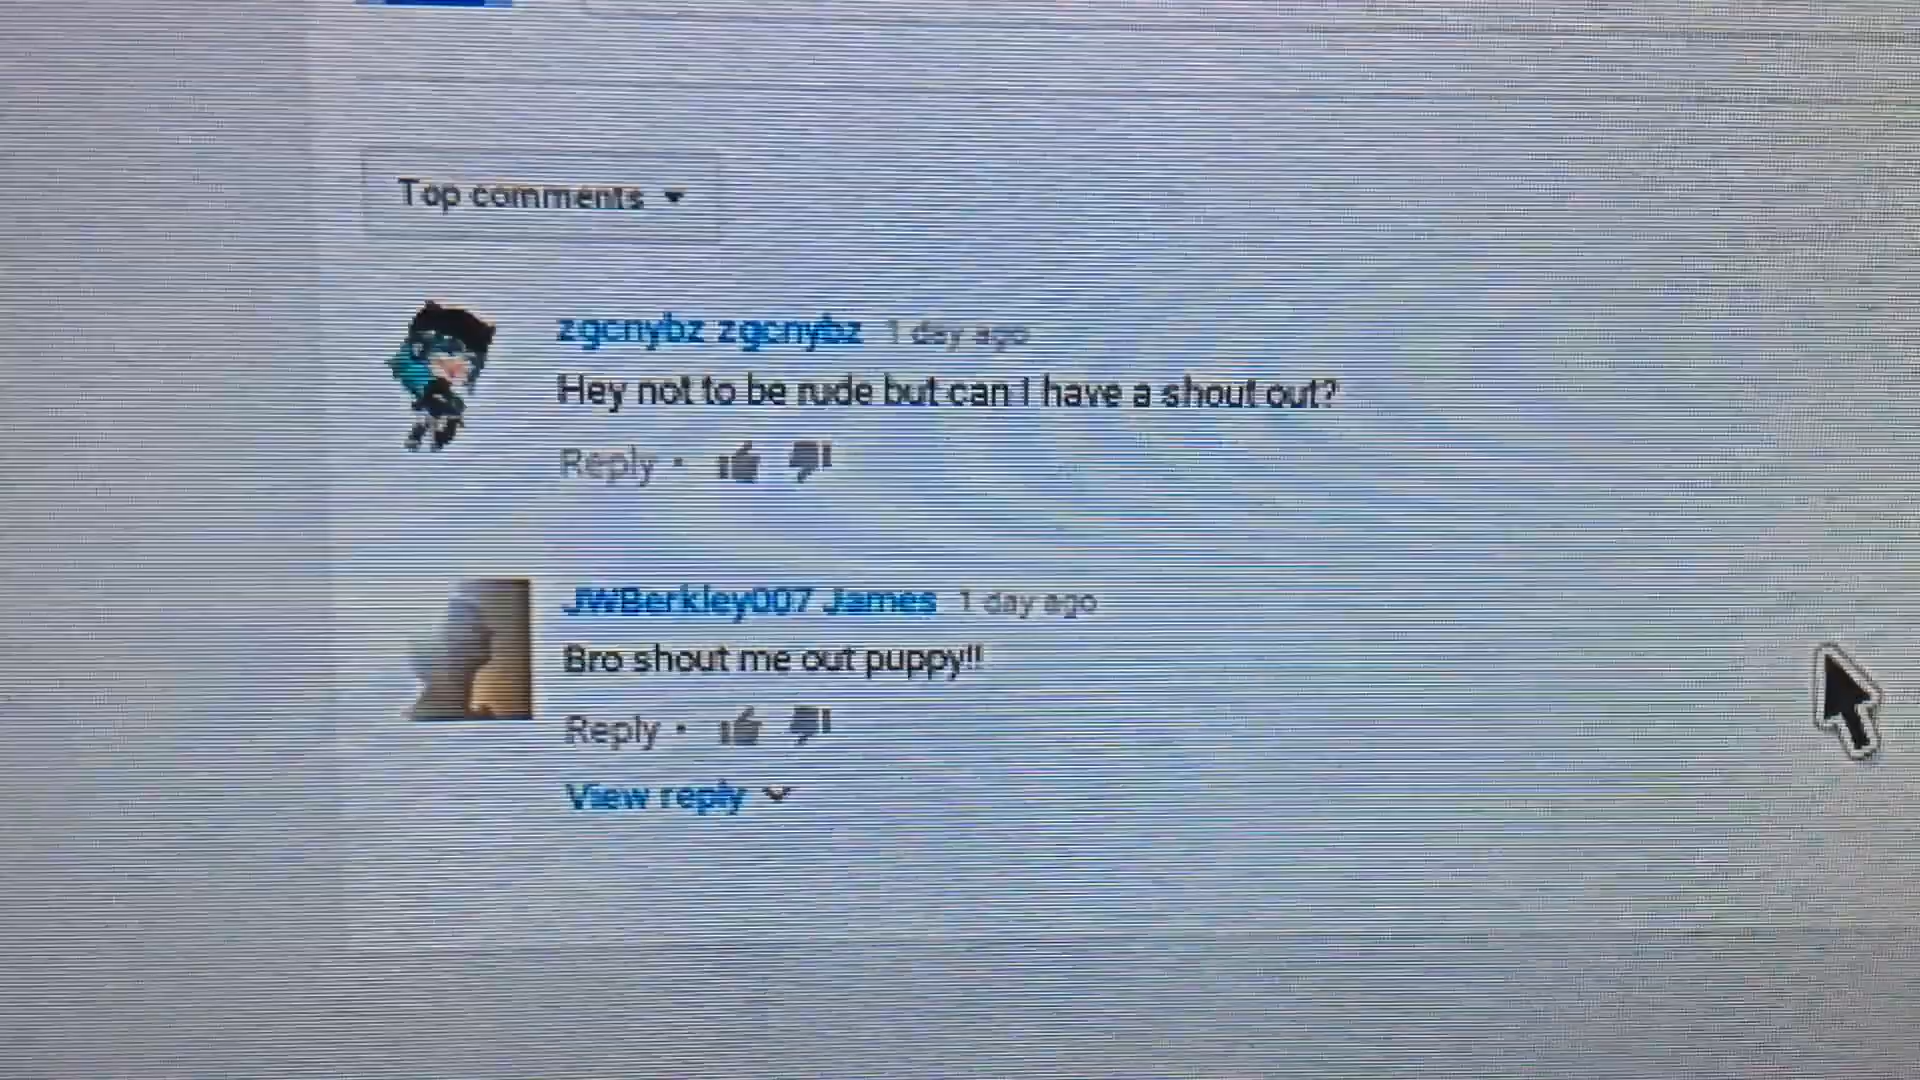 Top comments
zgcnybz zgcnybz 1 day ago
Hey not to be rude but can I have a shout out?
Reply •
JWBerkley007 James 1 day ago
Bro shout me out puppy!!
Reply •
View reply